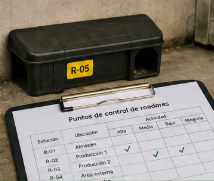 R-05
Puntos de control de roedores
Estación Ubicación Actividad
Alta Media Baja Ninguna
R-01 Almacén
R-02 Producción 1
R-03 Producción 2
R-04 Área externa